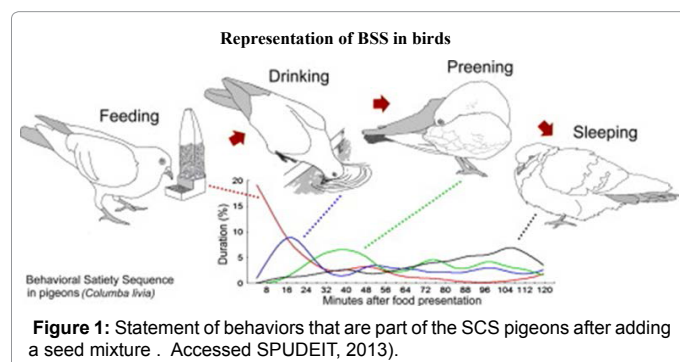 Representation of BSS in birds
Drinking
Preening
Feeding
Sleeping
20
15
10
5
0
Duration (%)
8 16 24 32 40 48 56 64 72 80 88 96 104 112 120
Minutes after food presentation
Behavioral Satiety Sequence
in pigeons (Columba livia)
Figure 1: Statement of behaviors that are part of the SCS pigeons after adding
a seed mixture . Accessed SPUDEIT, 2013).